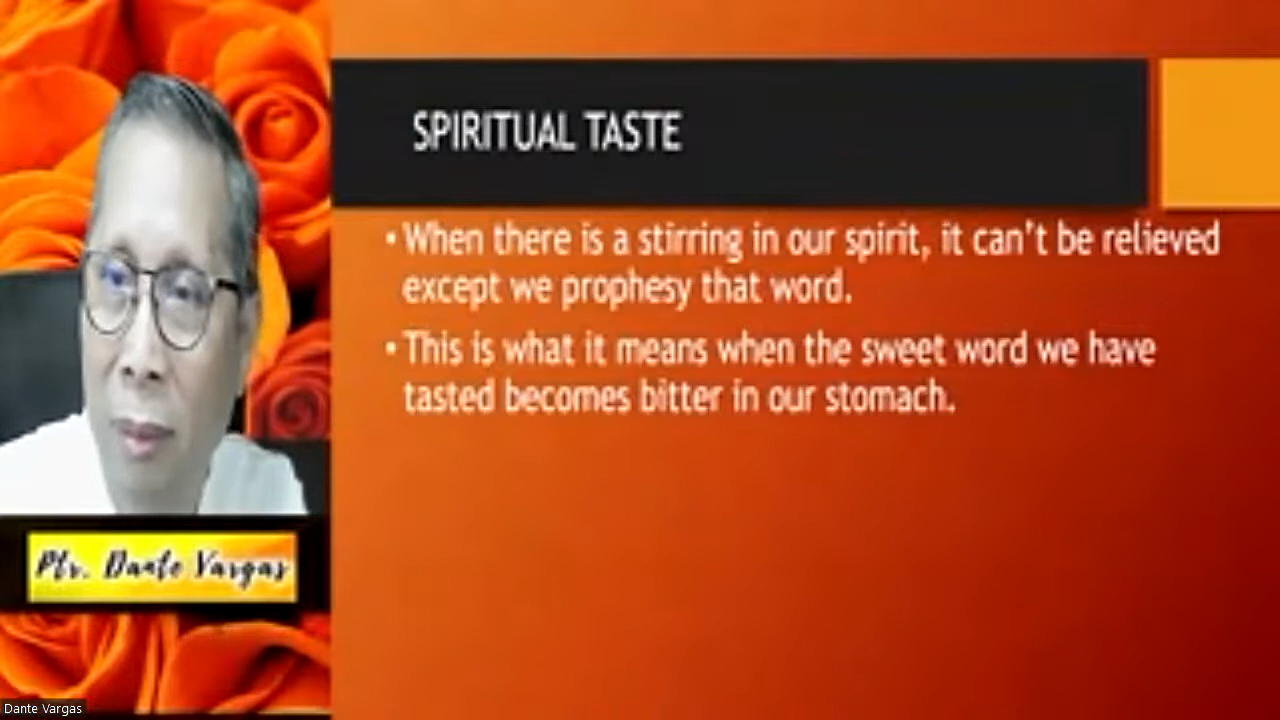 SPIRITUAL TASTE
• When there is a stirring in our spirit, it can't be relieved
except we prophesy that word.
• This is what it means when the sweet word we have
tasted becomes bitter in our stomach.
Ptr. Dante Vargas
Dante Vargas